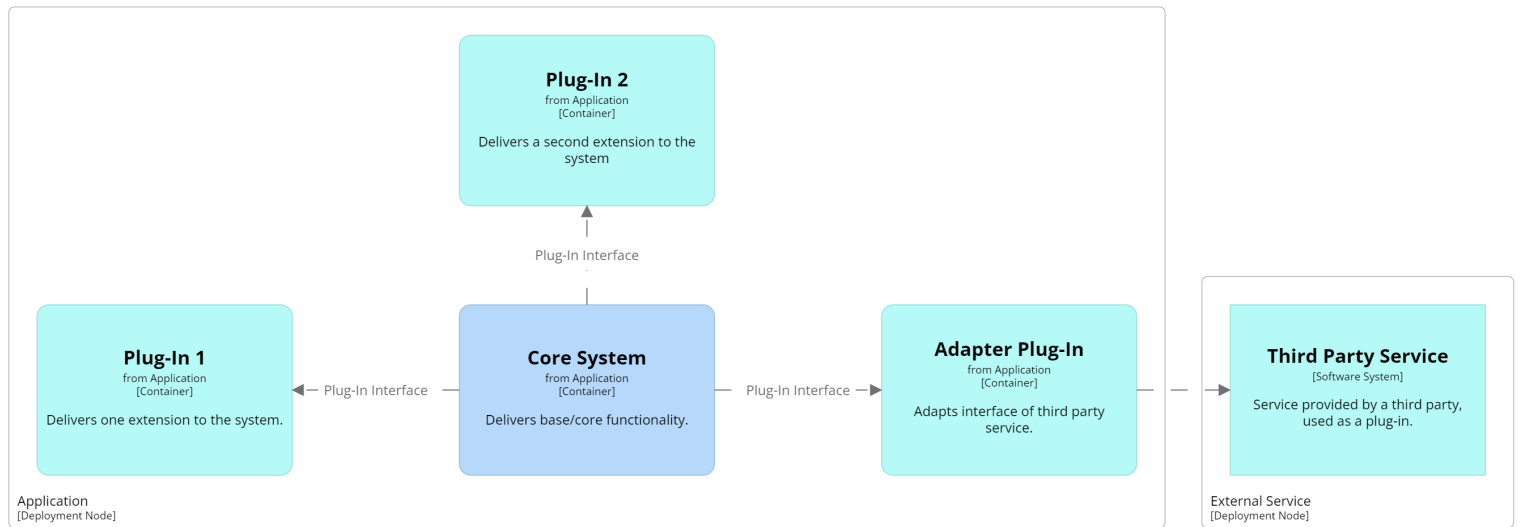 Plug-In 2
from Application
[Container]
Delivers a second extension to the
system
Plug-In Interface
Plug-In 1
from Application
[Container]
Delivers one extension to the system.
Plug-In Interface
Core System
from Application
[Container]
Delivers base/core functionality.
Plug-In Interface
Adapter Plug-In
from Application
[Container]
Adapts interface of third party
service.
Third Party Service
[Software System]
Service provided by a third party,
used as a plug-in.
Application
[Deployment Node]
External Service
[Deployment Node]